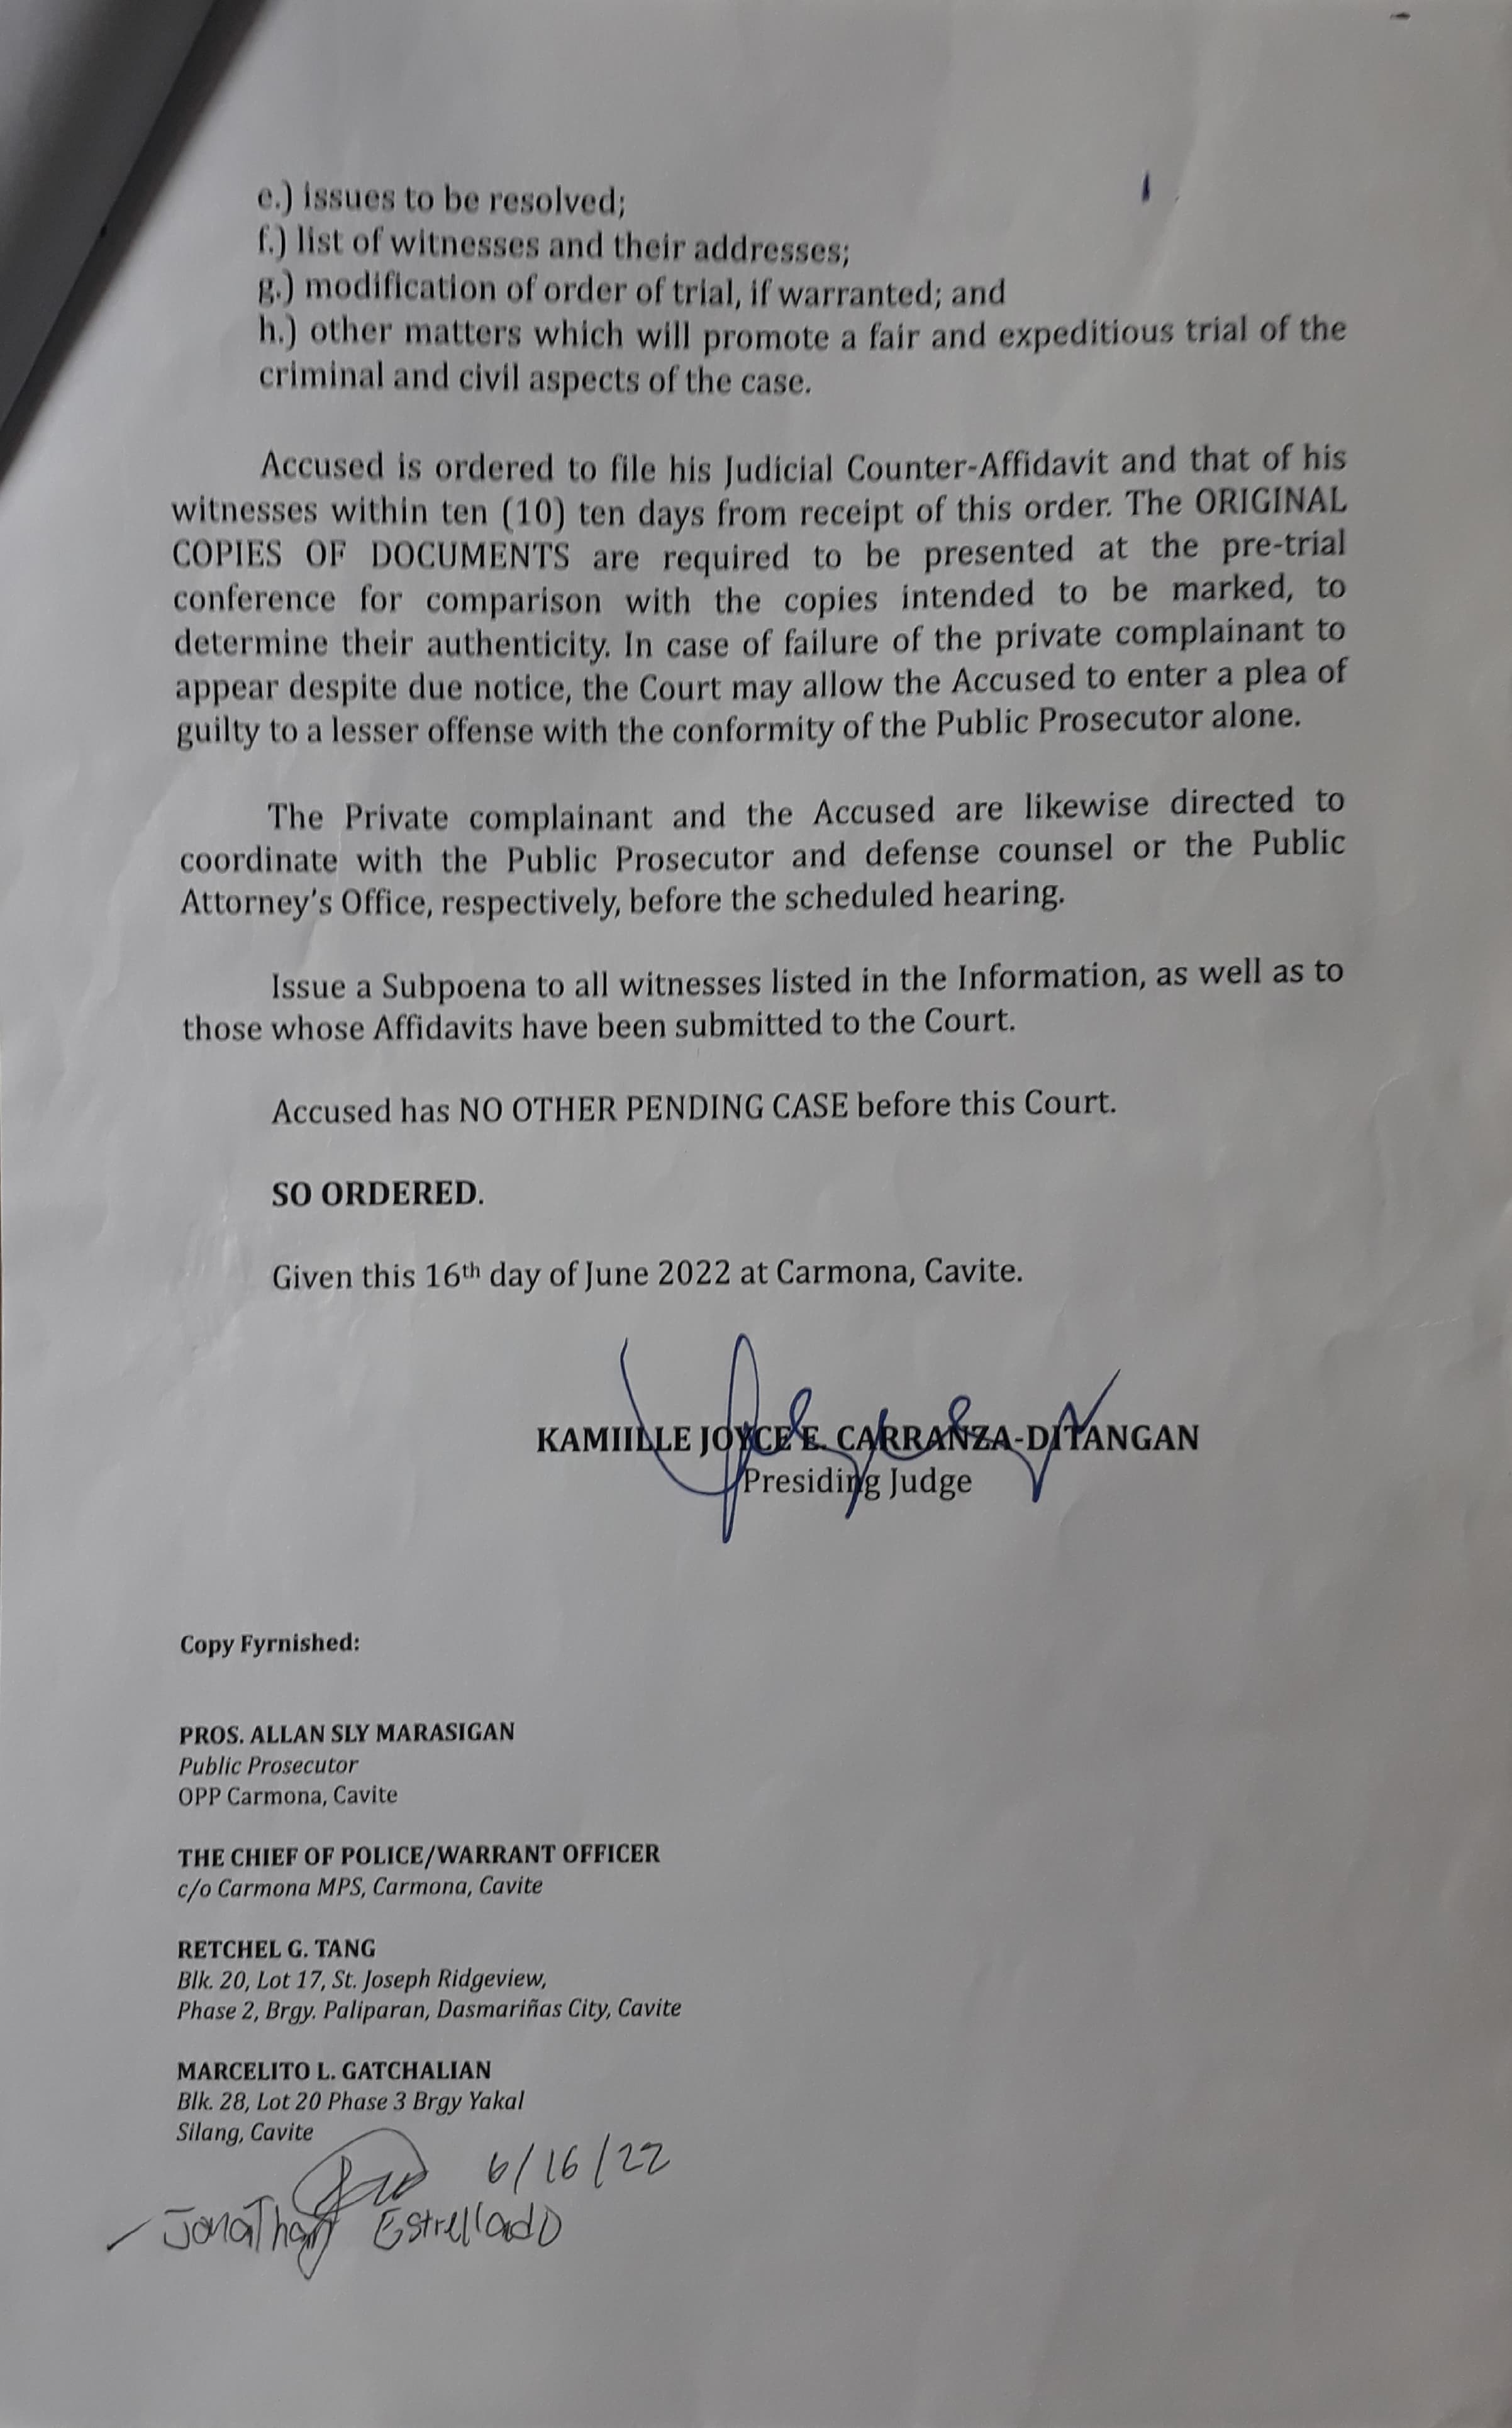 e.) issues to be resolved;
f.) list of witnesses and their addresses;
g.) modification of order of trial, if warranted; and
h.) other matters which will promote a fair and expeditious trial of the
criminal and civil aspects of the case.
Accused is ordered to file his Judicial Counter-Affidavit and that of his
witnesses within ten (10) ten days from receipt of this order. The ORIGINAL
COPIES OF DOCUMENTS are required to be presented at the pre-trial
conference for comparison with the copies intended to be marked, to
determine their authenticity. In case of failure of the private complainant to
appear despite due notice, the Court may allow the Accused to enter a plea of
guilty to a lesser offense with the conformity of the Public Prosecutor alone.
The Private complainant and the Accused are likewise directed to
coordinate with the Public Prosecutor and defense counsel or the Public
Attorney's Office, respectively, before the scheduled hearing.
Issue a Subpoena to all witnesses listed in the Information, as well as to
those whose Affidavits have been submitted to the Court.
Accused has NO OTHER PENDING CASE before this Court.
SO ORDERED.
Given this 16th day of June 2022 at Carmona, Cavite.
KAMIILLE JOYCE E. CARRANZA-DITANGAN
Presiding Judge
Copy Fyrnished:
PROS. ALLAN SLY MARASIGAN
Public Prosecutor
OPP Carmona, Cavite
THE CHIEF OF POLICE/WARRANT OFFICER
c/o Carmona MPS, Carmona, Cavite
RETCHEL G. TANG
Blk. 20, Lot 17, St. Joseph Ridgeview,
Phase 2, Brgy. Paliparan, Dasmariñas City, Cavite
MARCELITO L. GATCHALIAN
Blk. 28, Lot 20 Phase 3 Brgy Yakal
Silang, Cavite
6/16/22
Jonathan Estrellado